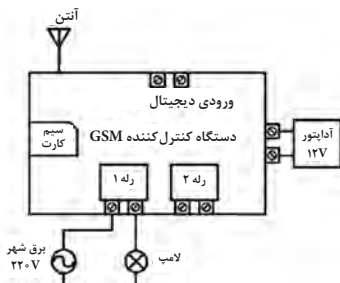 آنتن
ورودی دیجیتال
دستگاه کنترل کننده GSM
سیم
کارت
آداپتور
۱۲V
رله ۱
رله ۲
برق شهر
۲۲۰V
لامپ